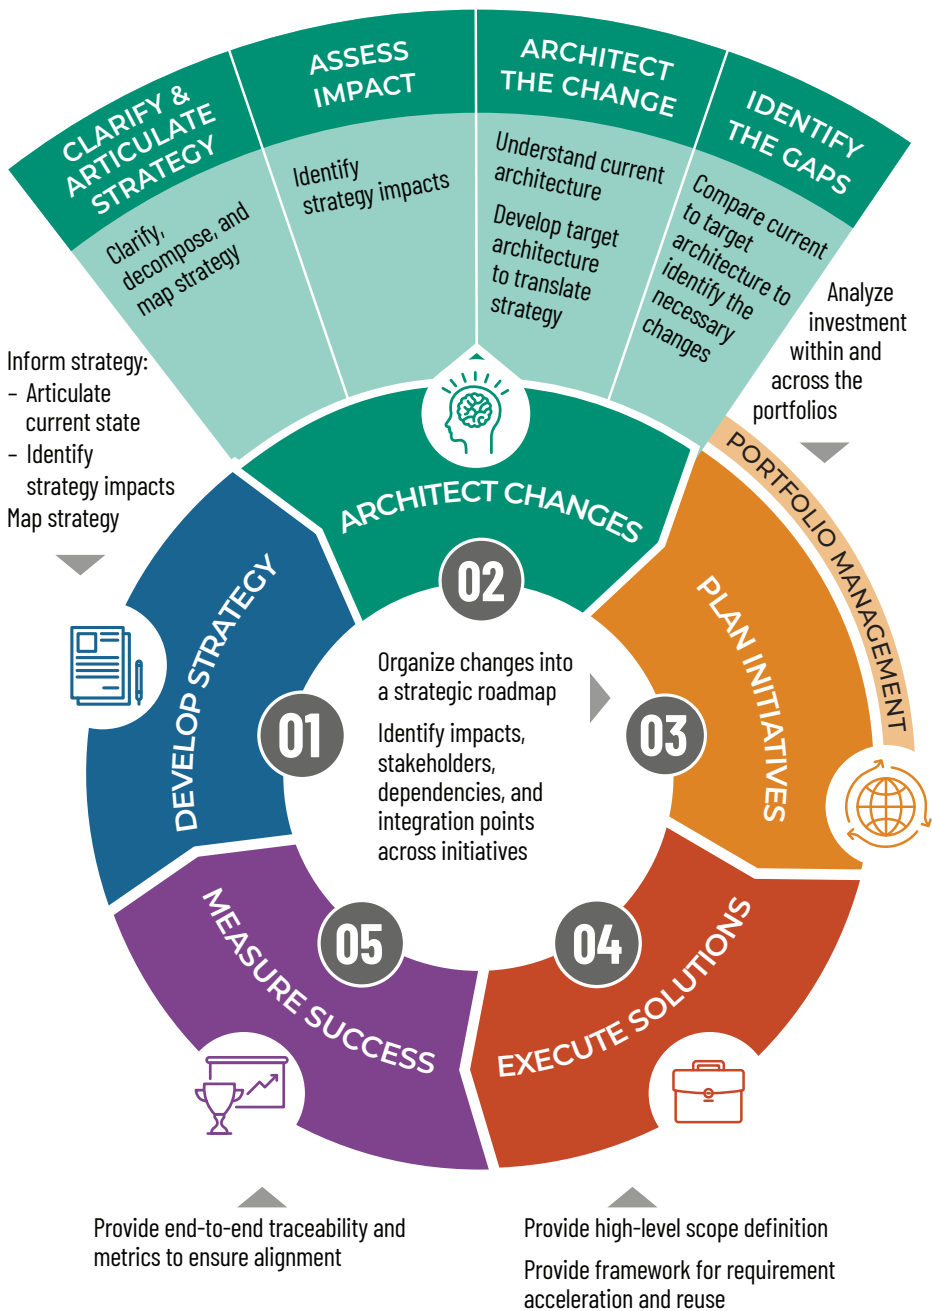 CLARIFY &
ARTICULATE
STRATEGY
Clarify,
decompose, and
map strategy
ASSESS
IMPACT
Identify
strategy impacts
ARCHITECT
THE CHANGE
Understand current
architecture
Develop target
architecture
to translate
strategy
IDENTIFY
THE GAPS
Compare current
to target
architecture to
identify the
necessary
changes
Inform strategy:
– Articulate
current state
– Identify
strategy impacts
Map strategy
Analyze
investment
within and
across the
portfolios
PORTFOLIO MANAGEMENT
DEVELOP STRATEGY
01
ARCHITECT CHANGES
02
PLAN INITIATIVES
03
Organize changes into
a strategic roadmap
Identify impacts,
stakeholders,
dependencies, and
integration points
across initiatives
EXECUTE SOLUTIONS
04
MEASURE SUCCESS
05
Provide end-to-end traceability and
metrics to ensure alignment
Provide high-level scope definition
Provide framework for requirement
acceleration and reuse